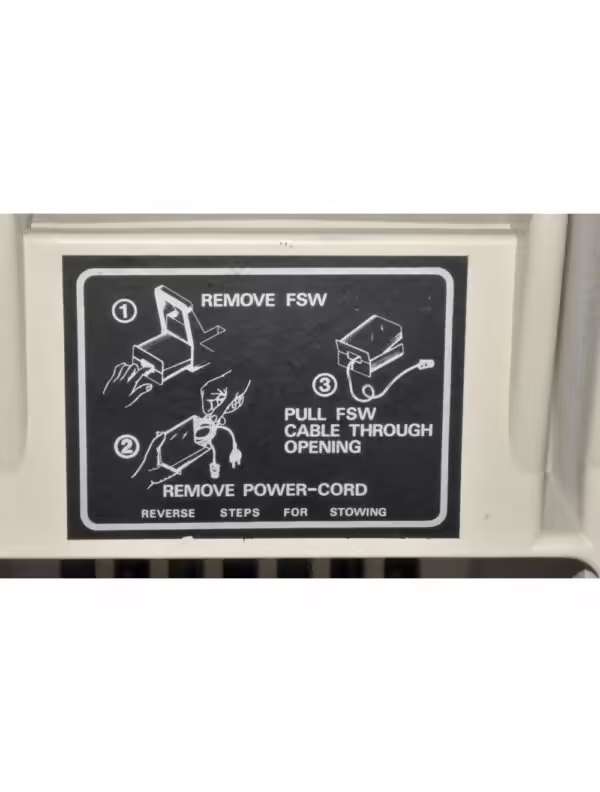 ① REMOVE FSW
② REMOVE POWER-CORD
③
PULL FSW
CABLE THROUGH
OPENING
REVERSE STEPS FOR STOWING